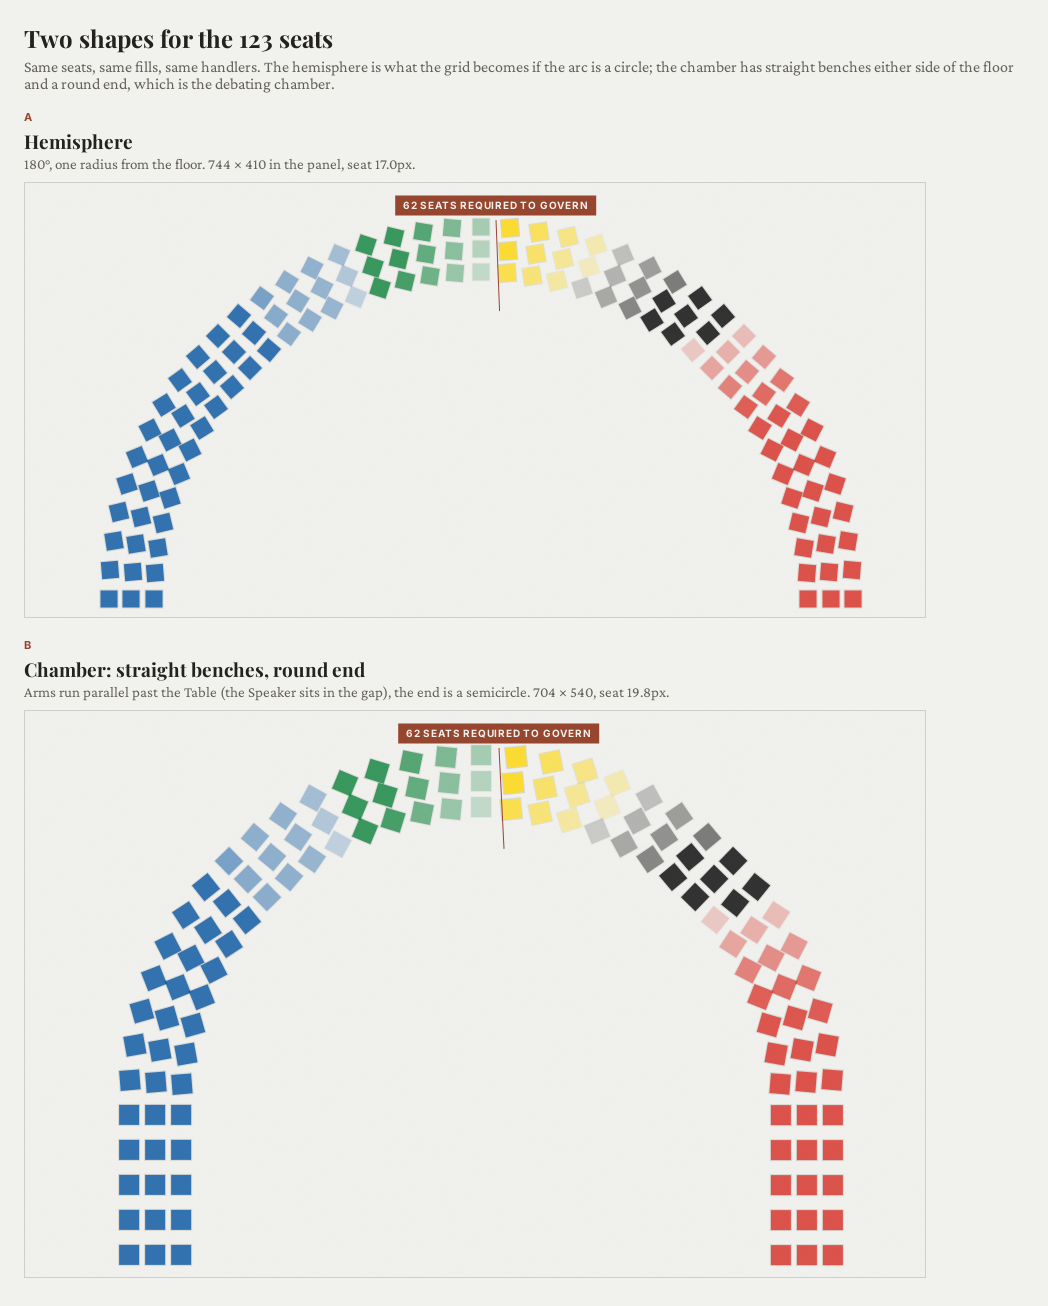 Two shapes for the 123 seats
Same seats, same fills, same handlers. The hemisphere is what the grid becomes if the arc is a circle; the chamber has straight benches either side of the floor
and a round end, which is the debating chamber.
A
Hemisphere
180°, one radius from the floor. 744 × 410 in the panel, seat 17.0px.
62 SEATS REQUIRED TO GOVERN
B
Chamber: straight benches, round end
Arms run parallel past the Table (the Speaker sits in the gap), the end is a semicircle. 704 × 540, seat 19.8px.
62 SEATS REQUIRED TO GOVERN